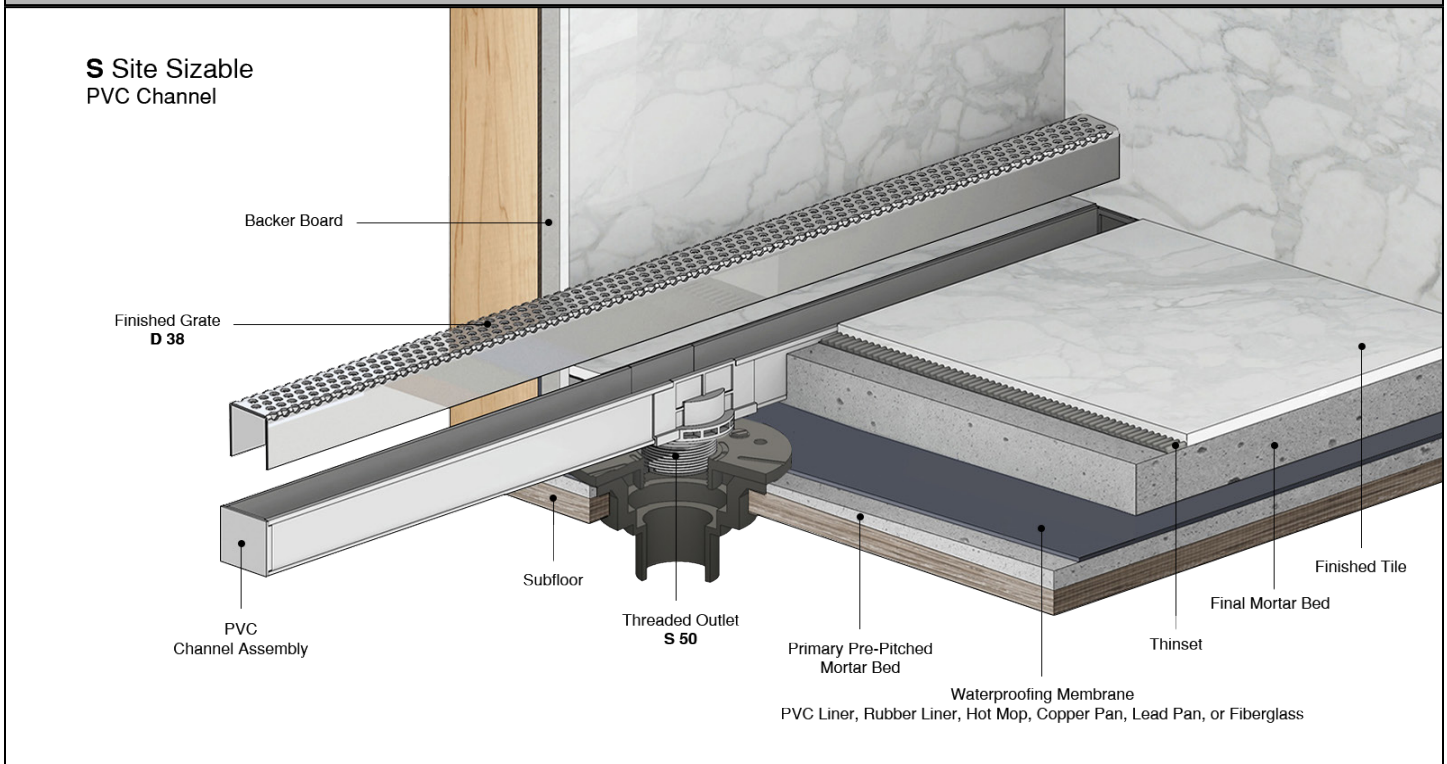 S Site Sizable
PVC Channel
Backer Board
Finished Grate
D 38
Subfloor
Threaded Outlet
S 50
PVC
Channel Assembly
Primary Pre-Pitched
Mortar Bed
Waterproofing Membrane
PVC Liner, Rubber Liner, Hot Mop, Copper Pan, Lead Pan, or Fiberglass
Thinset
Final Mortar Bed
Finished Tile